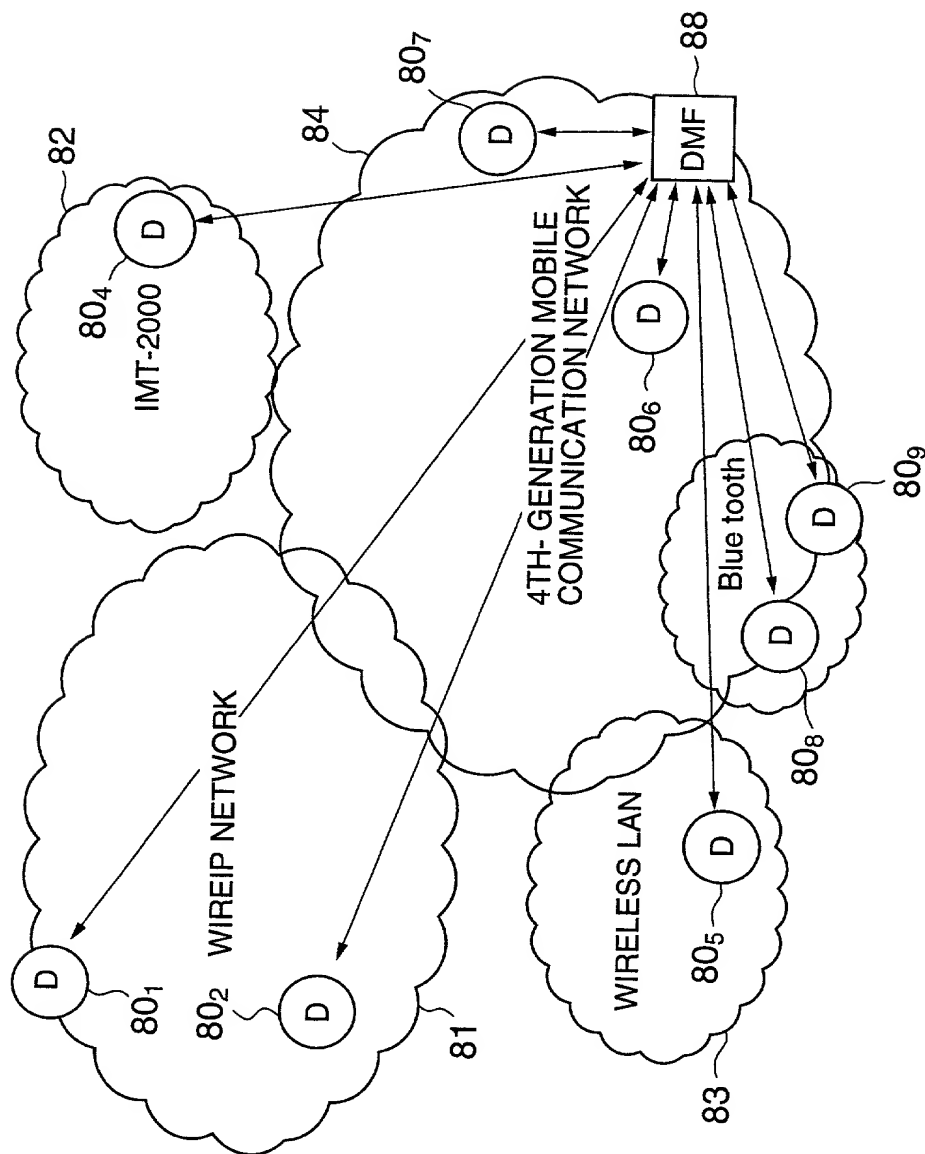 WIREIP NETWORK
80₁
80₂
D
D
81
82
IMT-2000
80₄
D
84
80₇
D
DMF
88
4TH- GENERATION MOBILE
COMMUNICATION NETWORK
D
80₆
WIRELESS LAN
80₅
D
83
Blue tooth
D
D
80₈
80₉